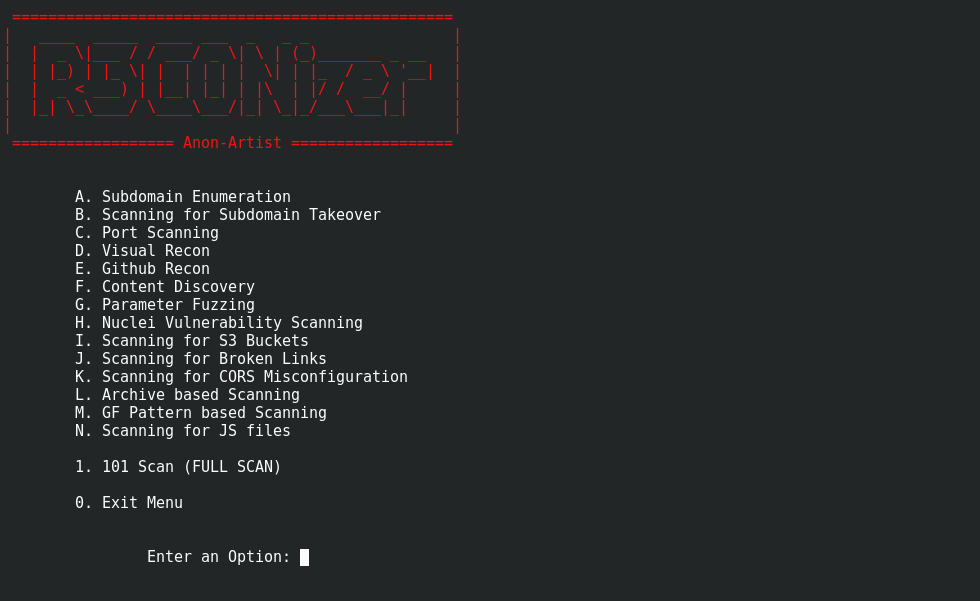 R3CONizer
Anon-Artist
A. Subdomain Enumeration
B. Scanning for Subdomain Takeover
C. Port Scanning
D. Visual Recon
E. Github Recon
F. Content Discovery
G. Parameter Fuzzing
H. Nuclei Vulnerability Scanning
I. Scanning for S3 Buckets
J. Scanning for Broken Links
K. Scanning for CORS Misconfiguration
L. Archive based Scanning
M. GF Pattern based Scanning
N. Scanning for JS files
1. 101 Scan (FULL SCAN)
0. Exit Menu
Enter an Option: